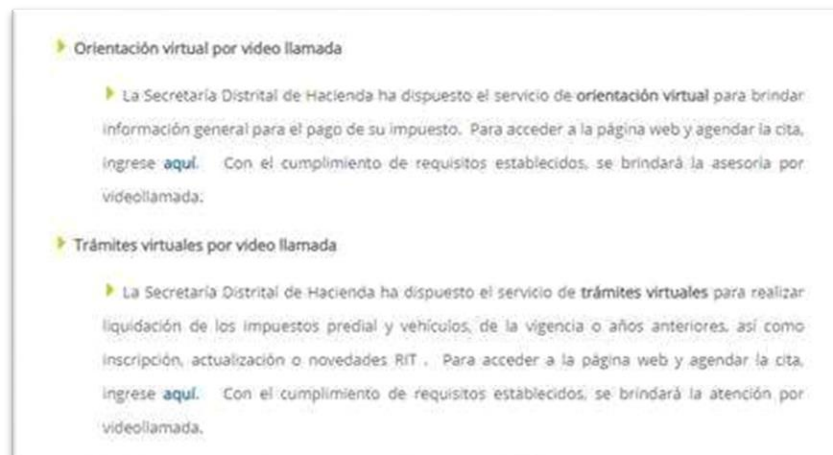 Orientación virtual por video llamada
La Secretaría Distrital de Hacienda ha dispuesto el servicio de orientación virtual para brindar
información general para el pago de su impuesto. Para acceder a la página web y agendar la cita,
ingrese aquí. Con el cumplimiento de requisitos establecidos, se brindará la asesoría por
videollamada.
Trámites virtuales por video llamada
La Secretaría Distrital de Hacienda ha dispuesto el servicio de trámites virtuales para realizar
liquidación de los impuestos predial y vehículos, de la vigencia o años anteriores, así como
inscripción, actualización o novedades RIT . Para acceder a la página web y agendar la cita,
ingrese aquí. Con el cumplimiento de requisitos establecidos, se brindará la atención por
videollamada.